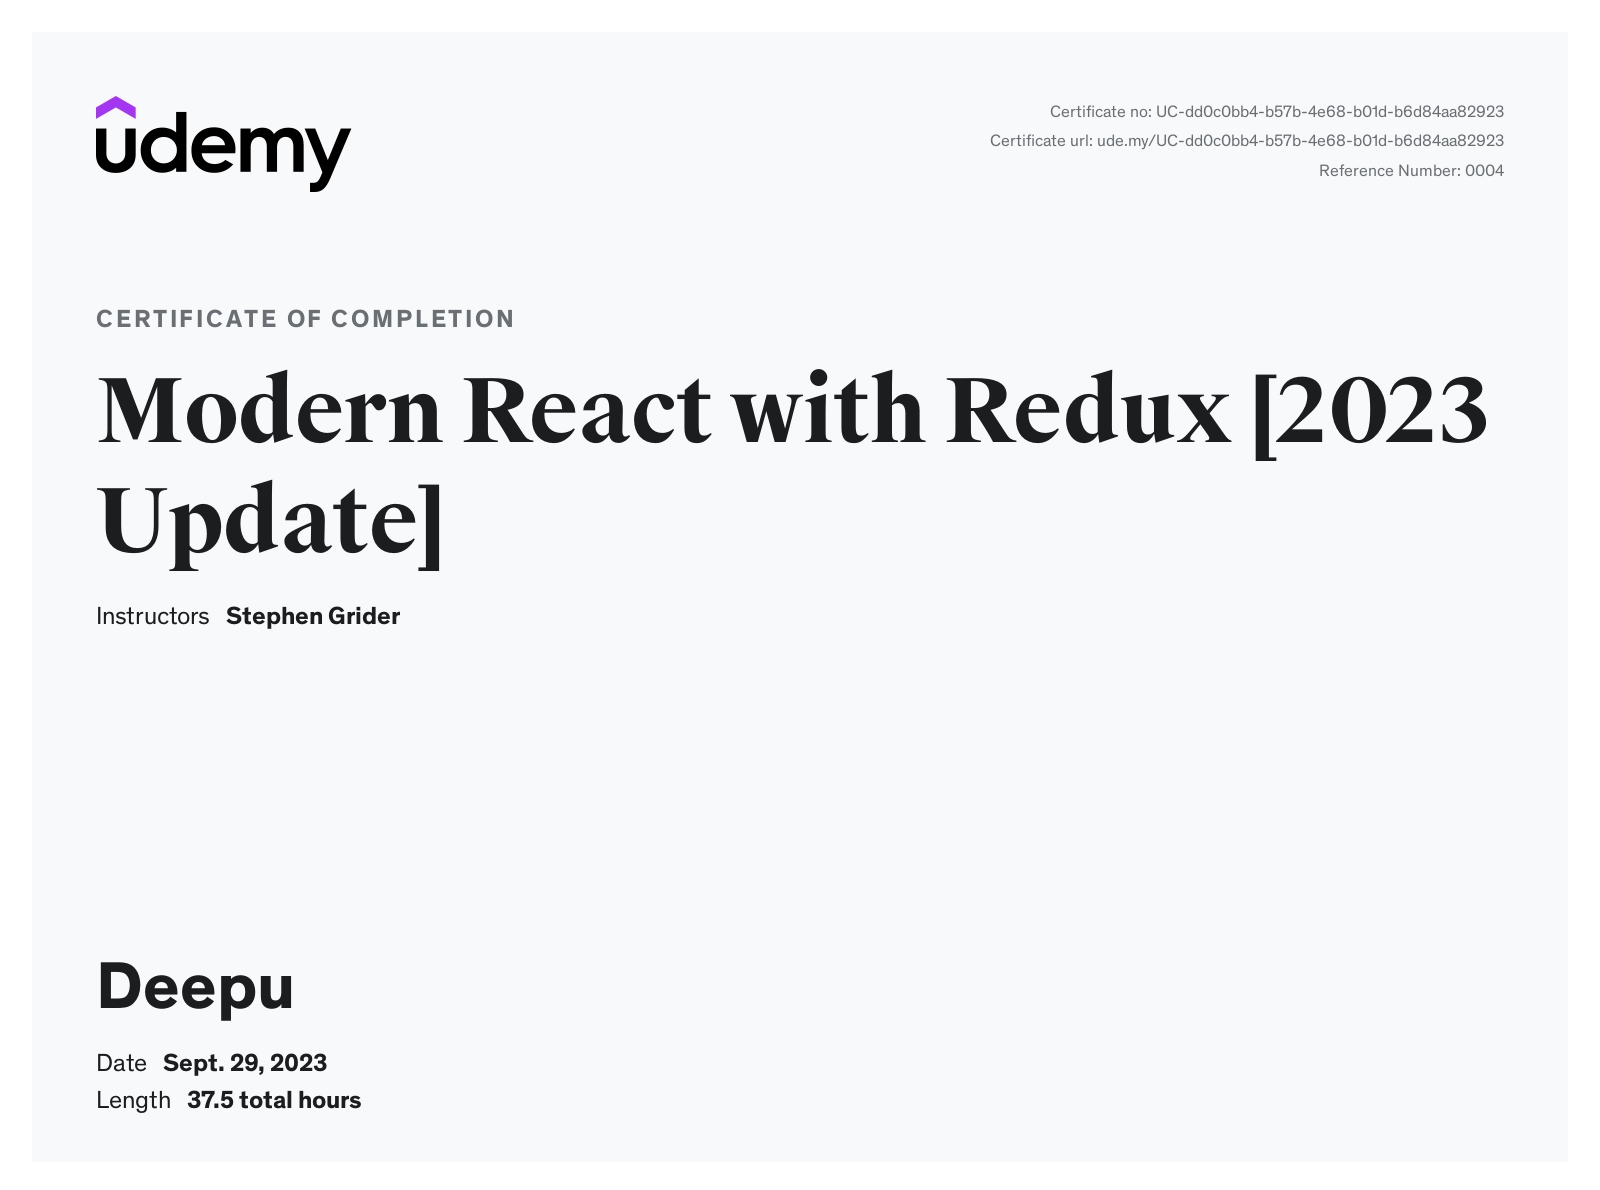 udemy
Certificate no: UC-dd0c0bb4-b57b-4e68-b01d-b6d84aa82923
Certificate url: ude.my/UC-dd0c0bb4-b57b-4e68-b01d-b6d84aa82923
Reference Number: 0004
CERTIFICATE OF COMPLETION
Modern React with Redux [2023
Update]
Instructors Stephen Grider
Deepu
Date Sept. 29, 2023
Length 37.5 total hours